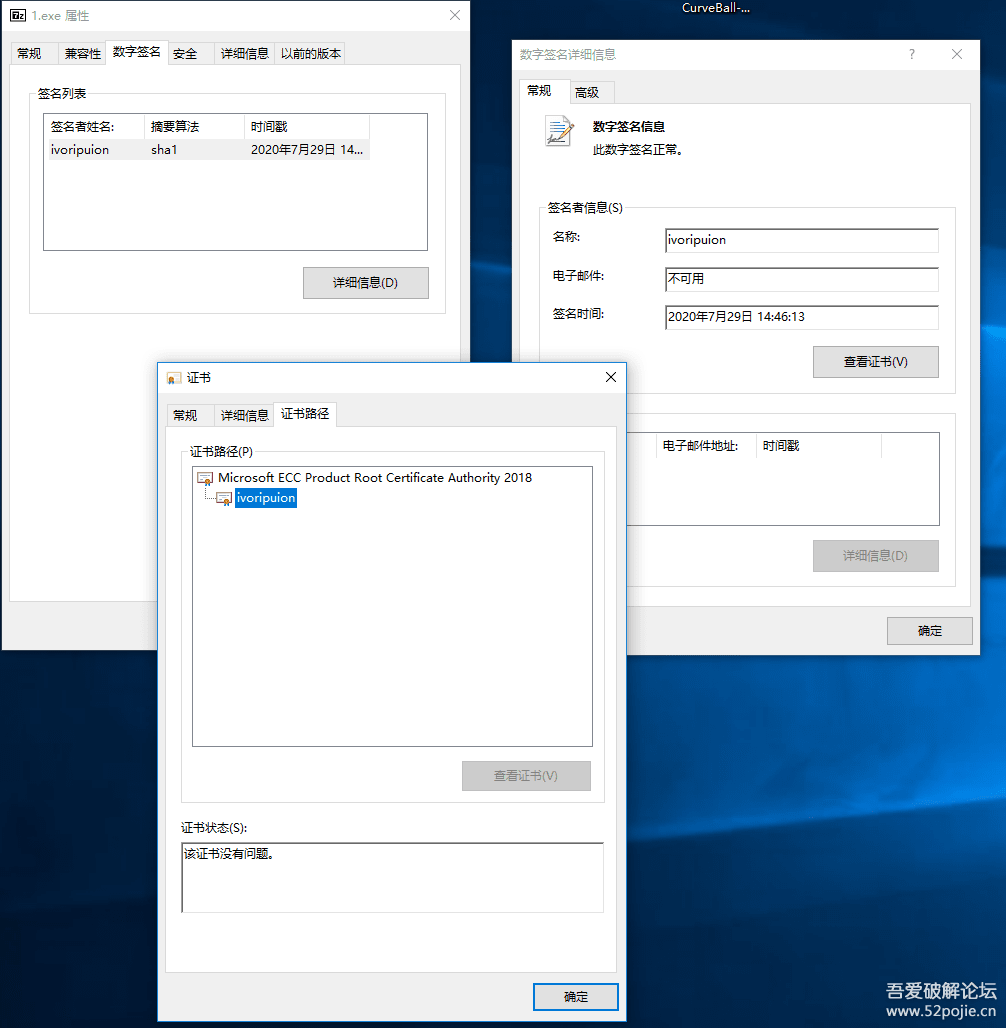 CurveBall-...
1.exe 属性
常规 兼容性 数字签名 安全 详细信息 以前的版本
签名列表
签名者姓名: 摘要算法 时间戳
ivoripuion sha1 2020年7月29日 14...
详细信息(D)
数字签名详细信息 ?
常规 高级
数字签名信息
此数字签名正常。
签名者信息(S)
名称: ivoripuion
电子邮件: 不可用
签名时间: 2020年7月29日 14:46:13
查看证书(V)
电子邮件地址: 时间戳
详细信息(D)
确定
证书
常规 详细信息 证书路径
证书路径(P)
Microsoft ECC Product Root Certificate Authority 2018
ivoripuion
查看证书(V)
证书状态(S):
该证书没有问题。
确定
吾爱破解论坛
www.52pojie.cn